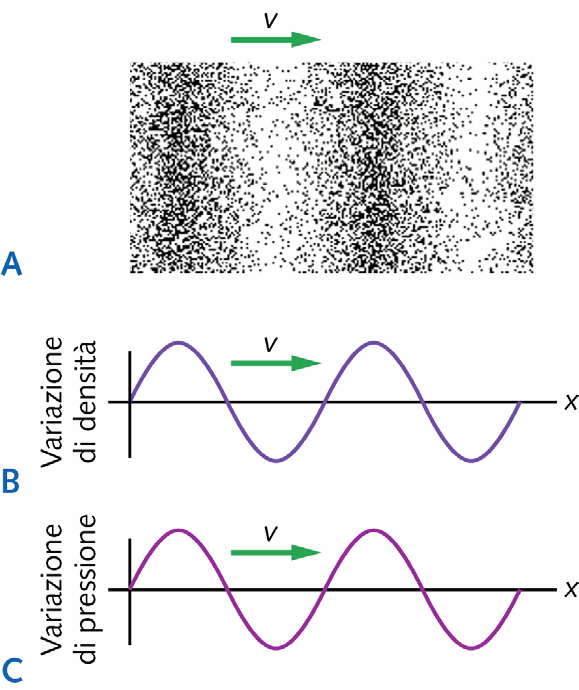 v
A
Variazione
di densità
v
x
B
Variazione
di pressione
v
x
C